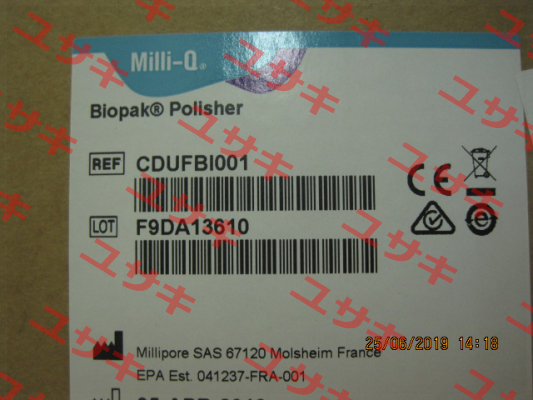 Milli-Q®
Biopak® Polisher
REF CDUFBI001
LOT F9DA13610
Millipore SAS 67120 Molsheim France
EPA Est. 041237-FRA-001
25/06/2019 14:18
ユサキ